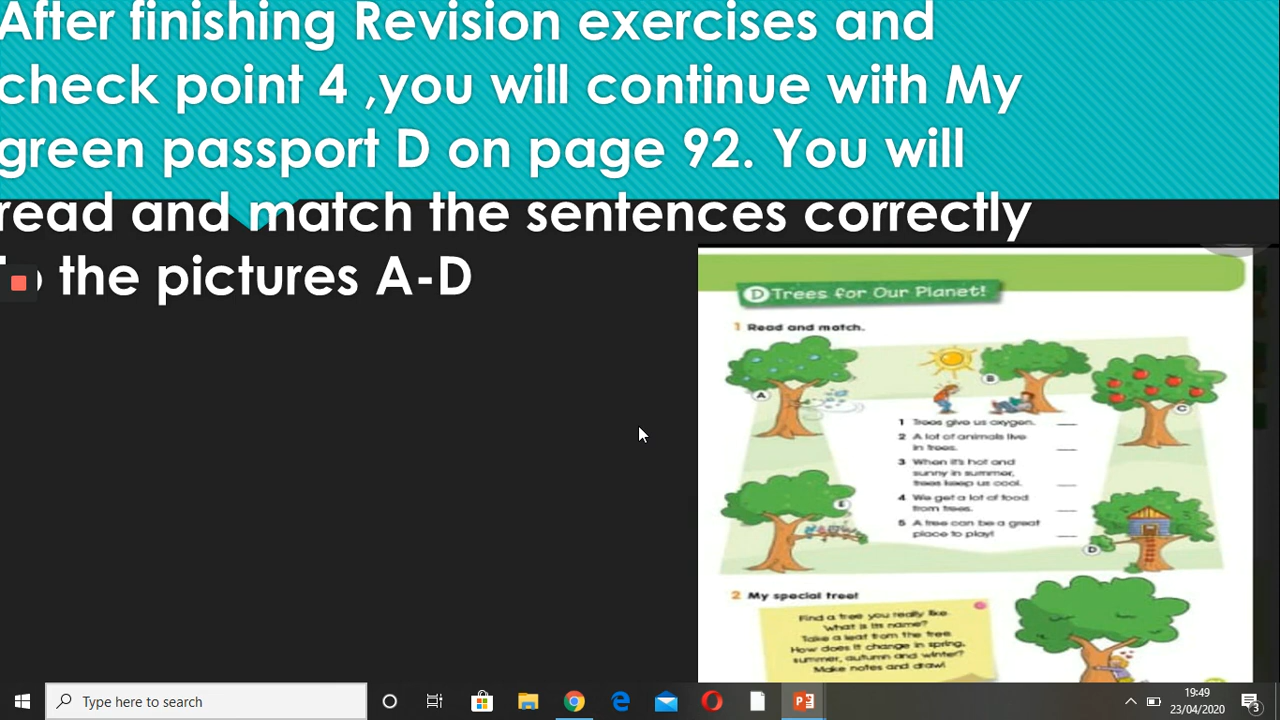 After finishing Revision exercises and
check point 4 ,you will continue with My
green passport D on page 92. You will
read and match the sentences correctly
To the pictures A-D
D Trees for Our Planet!
1 Read and match.
A
B
C
1 Trees give us oxygen.
2 A lot of animals live
in trees.
3 When it's hot and
sunny in summer,
trees keep us cool.
4 We get a lot of food
from trees.
5 A tree can be a great
place to play!
E
D
2 My special tree!
Find a tree you really like.
What is its name?
Take a leaf from the tree.
How does it change in spring,
summer, autumn and winter?
Make notes and draw!
Type here to search
19:49
23/04/2020
3